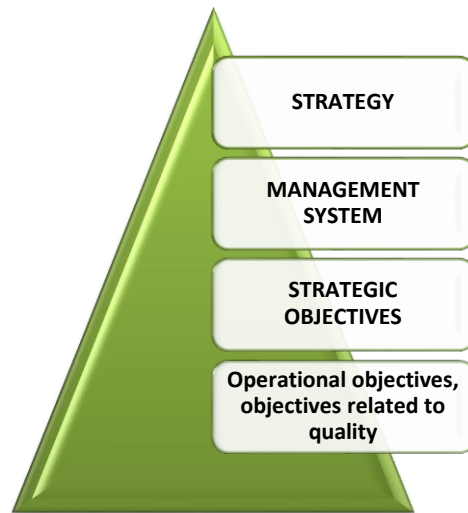 STRATEGY
MANAGEMENT
SYSTEM
STRATEGIC
OBJECTIVES
Operational objectives,
objectives related to
quality